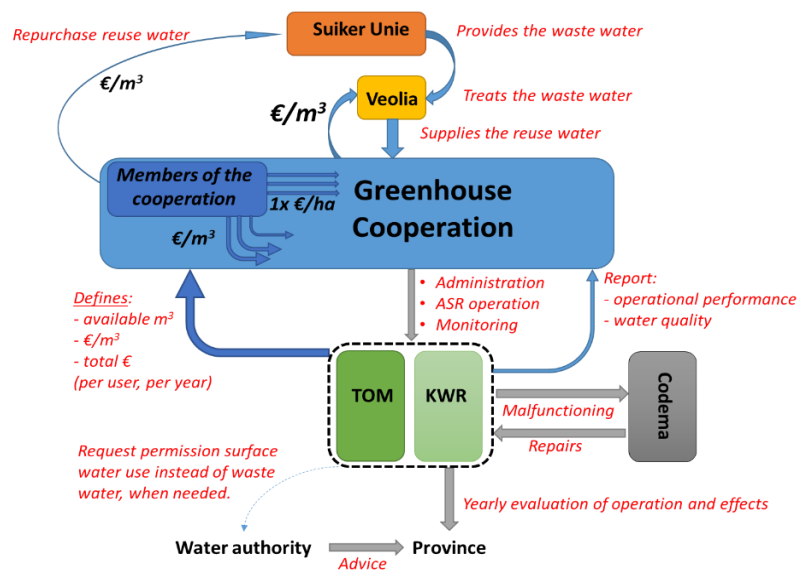 Repurchase reuse water
Suiker Unie
Provides the waste water
€/m³
Veolia
Treats the waste water
€/m³
Supplies the reuse water
Members of the
cooperation
1x €/ha
Greenhouse
Cooperation
€/m³
Defines:
- available m³
- €/m³
- total €
(per user, per year)
• Administration
• ASR operation
• Monitoring
Report:
- operational performance
- water quality
TOM
KWR
Codema
Malfunctioning
Repairs
Request permission surface
water use instead of waste
water, when needed.
Yearly evaluation of operation and effects
Water authority
Advice
Province